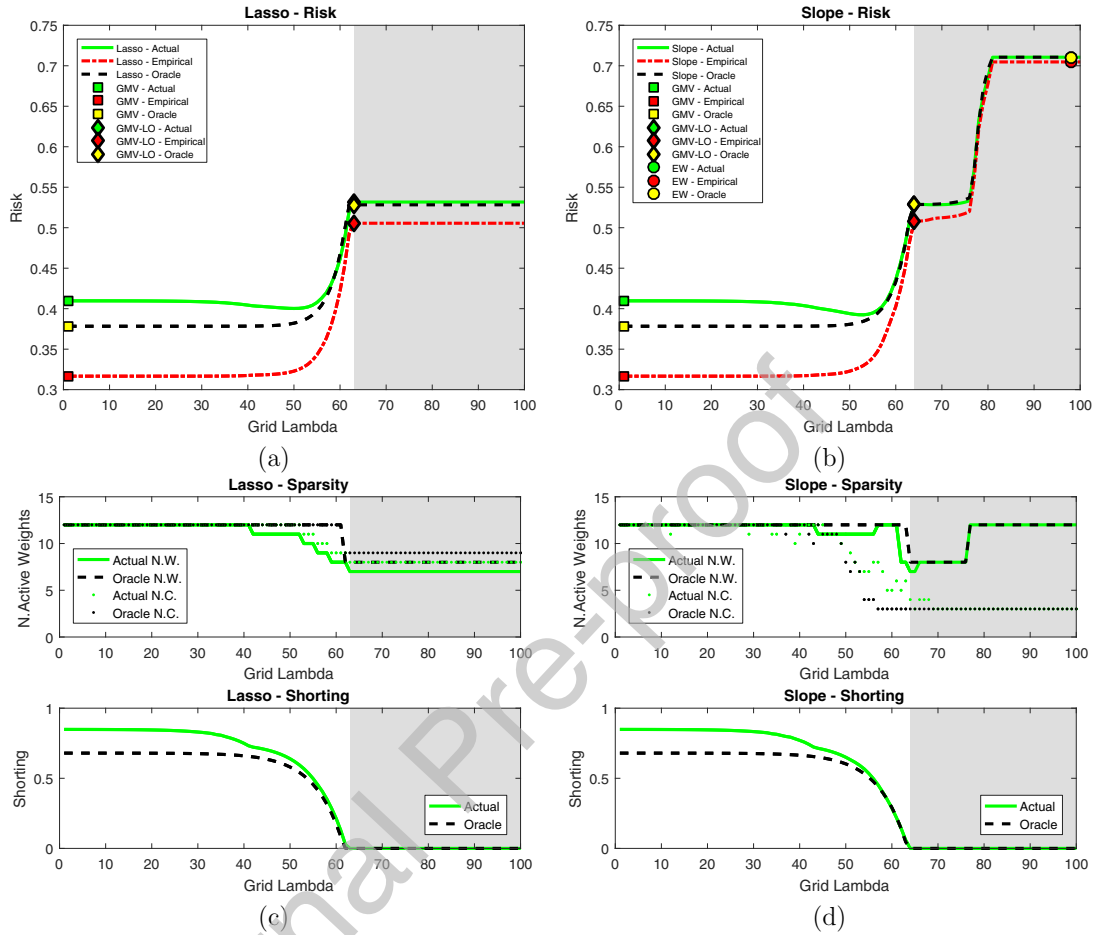 Lasso - Risk
0.75
0.7
0.65
0.6
0.55
0.5
0.45
0.4
0.35
0.3
Risk
Lasso - Actual
Lasso - Empirical
Lasso - Oracle
GMV - Actual
GMV - Empirical
GMV - Oracle
GMV-LO - Actual
GMV-LO - Empirical
GMV-LO - Oracle
0 10 20 30 40 50 60 70 80 90 100
Grid Lambda
(a)
Slope - Risk
0.75
0.7
0.65
0.6
0.55
0.5
0.45
0.4
0.35
0.3
Risk
Slope - Actual
Slope - Empirical
Slope - Oracle
GMV - Actual
GMV - Empirical
GMV - Oracle
GMV-LO - Actual
GMV-LO - Empirical
GMV-LO - Oracle
EW - Actual
EW - Empirical
EW - Oracle
0 10 20 30 40 50 60 70 80 90 100
Grid Lambda
(b)
Lasso - Sparsity
15
10
5
0
N.Active Weights
Actual N.W.
Oracle N.W.
Actual N.C.
Oracle N.C.
0 10 20 30 40 50 60 70 80 90 100
Grid Lambda
Lasso - Shorting
1
0.5
0
Shorting
Actual
Oracle
0 10 20 30 40 50 60 70 80 90 100
Grid Lambda
(c)
Slope - Sparsity
15
10
5
0
N.Active Weights
Actual N.W.
Oracle N.W.
Actual N.C.
Oracle N.C.
0 10 20 30 40 50 60 70 80 90 100
Grid Lambda
Slope - Shorting
1
0.5
0
Shorting
Actual
Oracle
0 10 20 30 40 50 60 70 80 90 100
Grid Lambda
(d)
nal Pre-proof